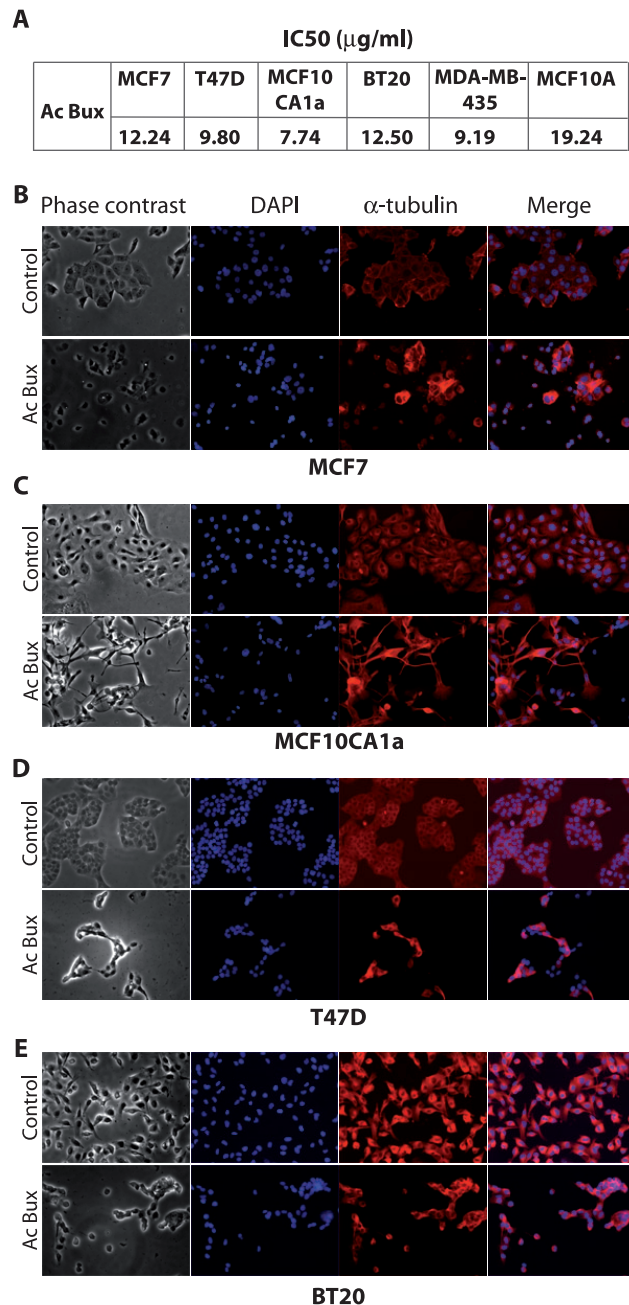 A
IC50 (μg/ml)
Ac Bux
MCF7 T47D MCF10 CA1a BT20 MDA-MB-435 MCF10A
12.24 9.80 7.74 12.50 9.19 19.24
B
Phase contrast DAPI α-tubulin Merge
Control
Ac Bux
MCF7
C
Control
Ac Bux
MCF10CA1a
D
Control
Ac Bux
T47D
E
Control
Ac Bux
BT20